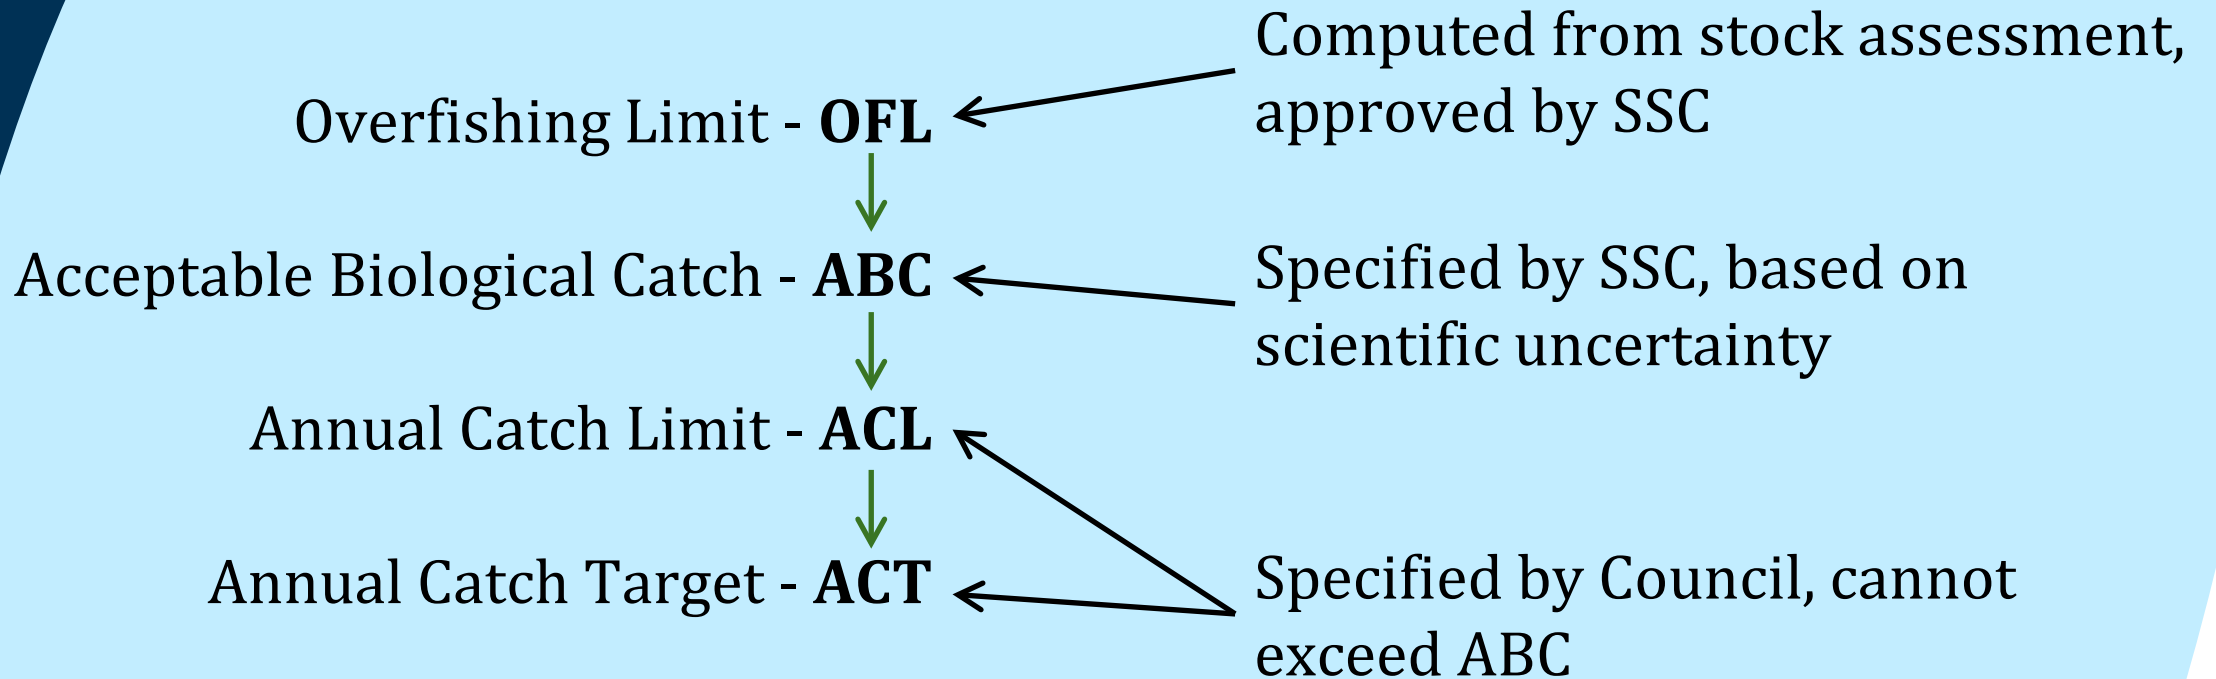 Computed from stock assessment,
approved by SSC
Overfishing Limit - OFL
Specified by SSC, based on
scientific uncertainty
Acceptable Biological Catch - ABC
Annual Catch Limit - ACL
Specified by Council, cannot
exceed ABC
Annual Catch Target - ACT